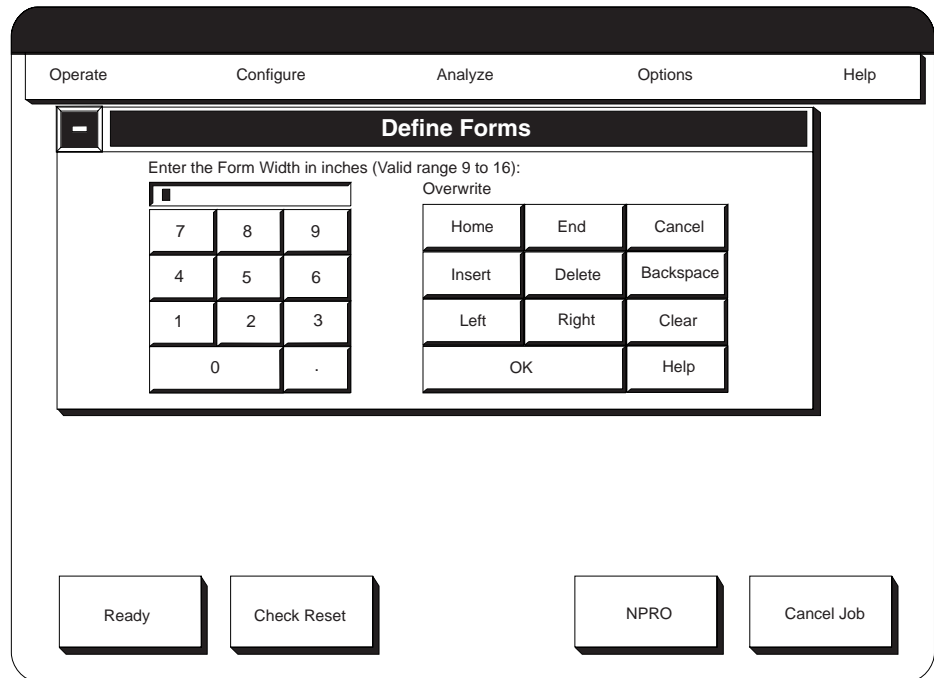 Operate Configure Analyze Options Help
Define Forms
Enter the Form Width in inches (Valid range 9 to 16):
Overwrite
7 8 9 Home End Cancel
4 5 6 Insert Delete Backspace
1 2 3 Left Right Clear
0 . OK Help
Ready Check Reset NPRO Cancel Job